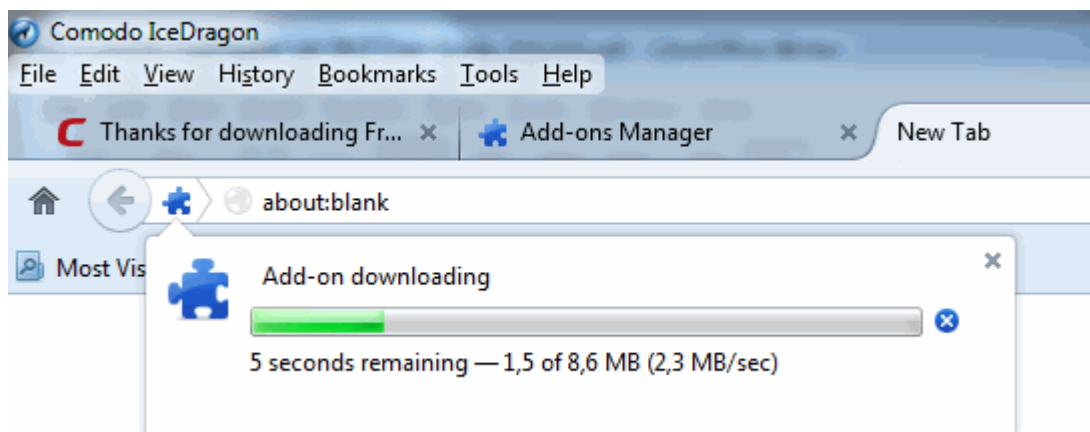 Comodo IceDragon
File Edit View History Bookmarks Tools Help
Thanks for downloading Fr... Add-ons Manager New Tab
about:blank
Most Vis
Add-on downloading
5 seconds remaining — 1,5 of 8,6 MB (2,3 MB/sec)